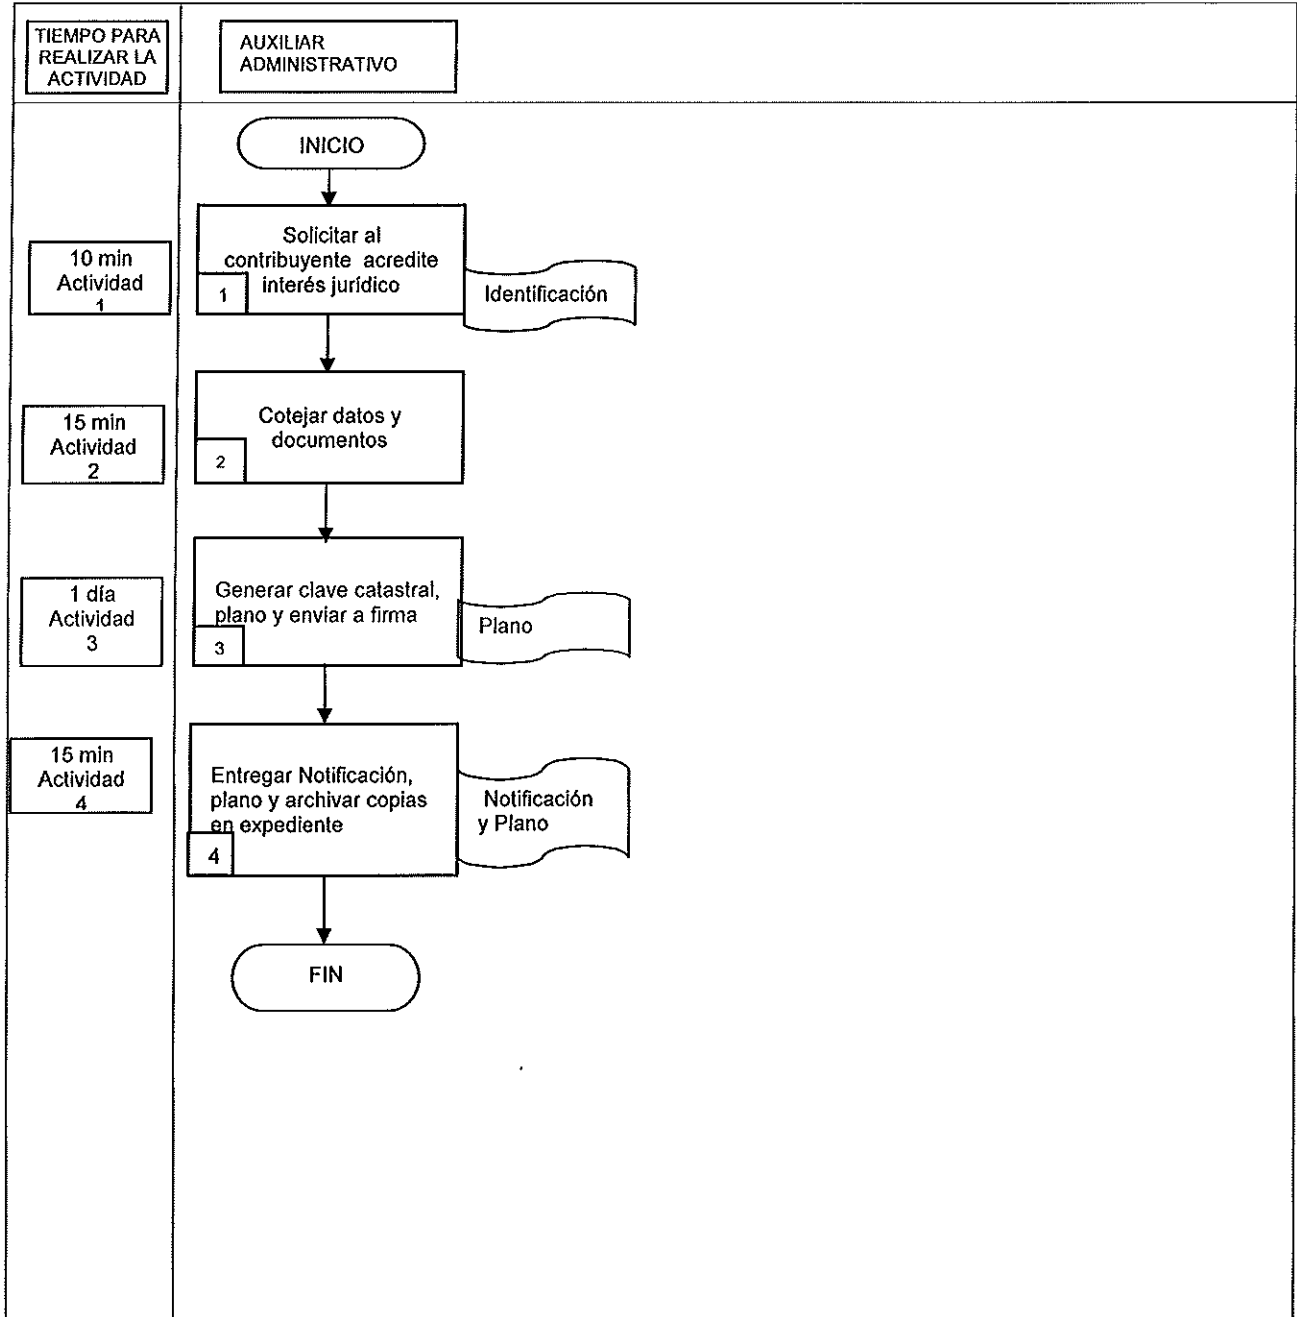 TIEMPO PARA
REALIZAR LA
ACTIVIDAD
AUXILIAR
ADMINISTRATIVO
INICIO
10 min
Actividad
1
Solicitar al
contribuyente acredite
interés jurídico
1
Identificación
15 min
Actividad
2
Cotejar datos y
documentos
2
1 día
Actividad
3
Generar clave catastral,
plano y enviar a firma
3
Plano
15 min
Actividad
4
Entregar Notificación,
plano y archivar copias
en expediente
4
Notificación
y Plano
FIN